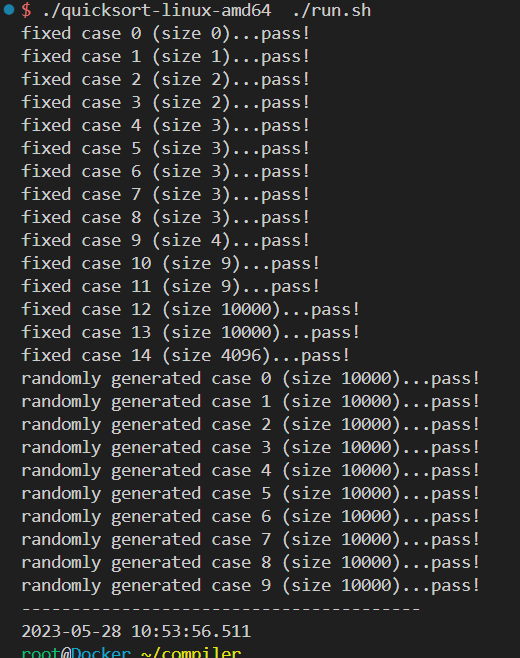 $ ./quicksort-linux-amd64  ./run.sh
fixed case 0 (size 0)...pass!
fixed case 1 (size 1)...pass!
fixed case 2 (size 2)...pass!
fixed case 3 (size 2)...pass!
fixed case 4 (size 3)...pass!
fixed case 5 (size 3)...pass!
fixed case 6 (size 3)...pass!
fixed case 7 (size 3)...pass!
fixed case 8 (size 3)...pass!
fixed case 9 (size 4)...pass!
fixed case 10 (size 9)...pass!
fixed case 11 (size 9)...pass!
fixed case 12 (size 10000)...pass!
fixed case 13 (size 10000)...pass!
fixed case 14 (size 4096)...pass!
randomly generated case 0 (size 10000)...pass!
randomly generated case 1 (size 10000)...pass!
randomly generated case 2 (size 10000)...pass!
randomly generated case 3 (size 10000)...pass!
randomly generated case 4 (size 10000)...pass!
randomly generated case 5 (size 10000)...pass!
randomly generated case 6 (size 10000)...pass!
randomly generated case 7 (size 10000)...pass!
randomly generated case 8 (size 10000)...pass!
randomly generated case 9 (size 10000)...pass!
----------------------------------------
2023-05-28 10:53:56.511
root@Docker ~/compiler